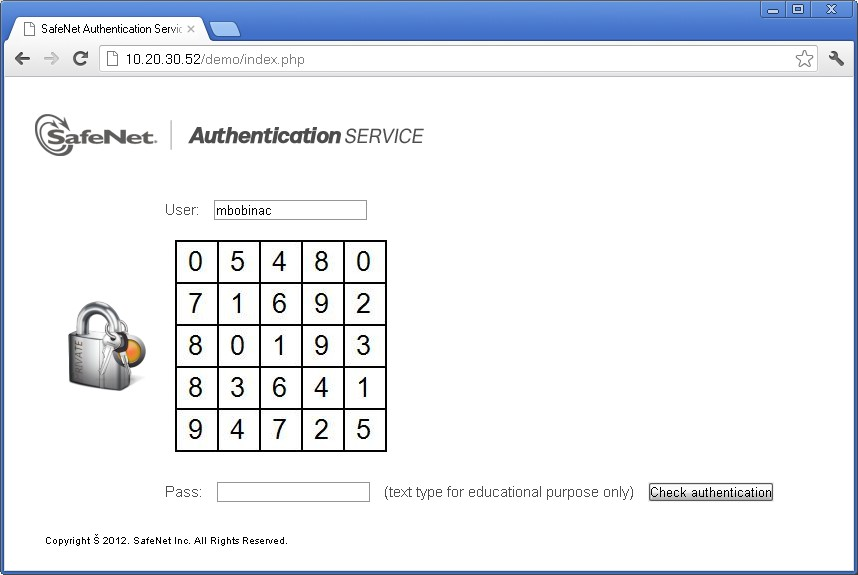 SafeNet Authentication Servic
10.20.30.52/demo/index.php
SafeNet. Authentication SERVICE
User: mbobinac
0 5 4 8 0
7 1 6 9 2
8 0 1 9 3
8 3 6 4 1
9 4 7 2 5
PRIVATE
Pass: (text type for educational purpose only) Check authentication
Copyright Š 2012. SafeNet Inc. All Rights Reserved.